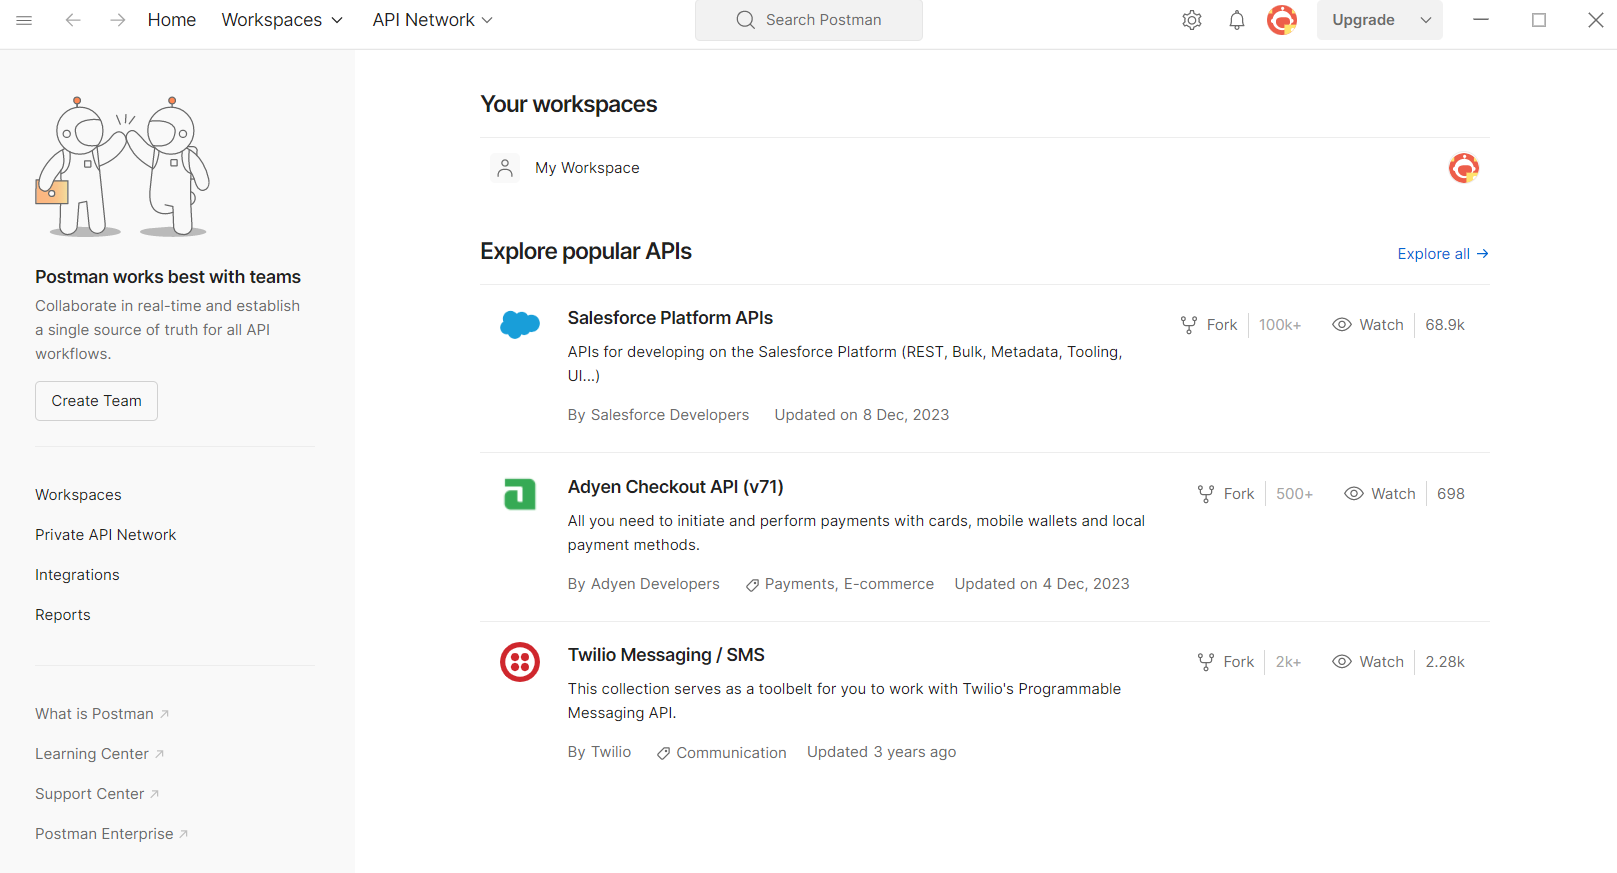 Home Workspaces API Network Search Postman Upgrade
Postman works best with teams
Collaborate in real-time and establish
a single source of truth for all API
workflows.
Create Team
Workspaces
Private API Network
Integrations
Reports
What is Postman
Learning Center
Support Center
Postman Enterprise
Your workspaces
My Workspace
Explore popular APIs
Explore all →
Salesforce Platform APIs
Fork 100k+ Watch 68.9k
APIs for developing on the Salesforce Platform (REST, Bulk, Metadata, Tooling,
UI...)
By Salesforce Developers Updated on 8 Dec, 2023
Adyen Checkout API (v71)
Fork 500+ Watch 698
All you need to initiate and perform payments with cards, mobile wallets and local
payment methods.
By Adyen Developers Payments, E-commerce Updated on 4 Dec, 2023
Twilio Messaging / SMS
Fork 2k+ Watch 2.28k
This collection serves as a toolbelt for you to work with Twilio's Programmable
Messaging API.
By Twilio Communication Updated 3 years ago